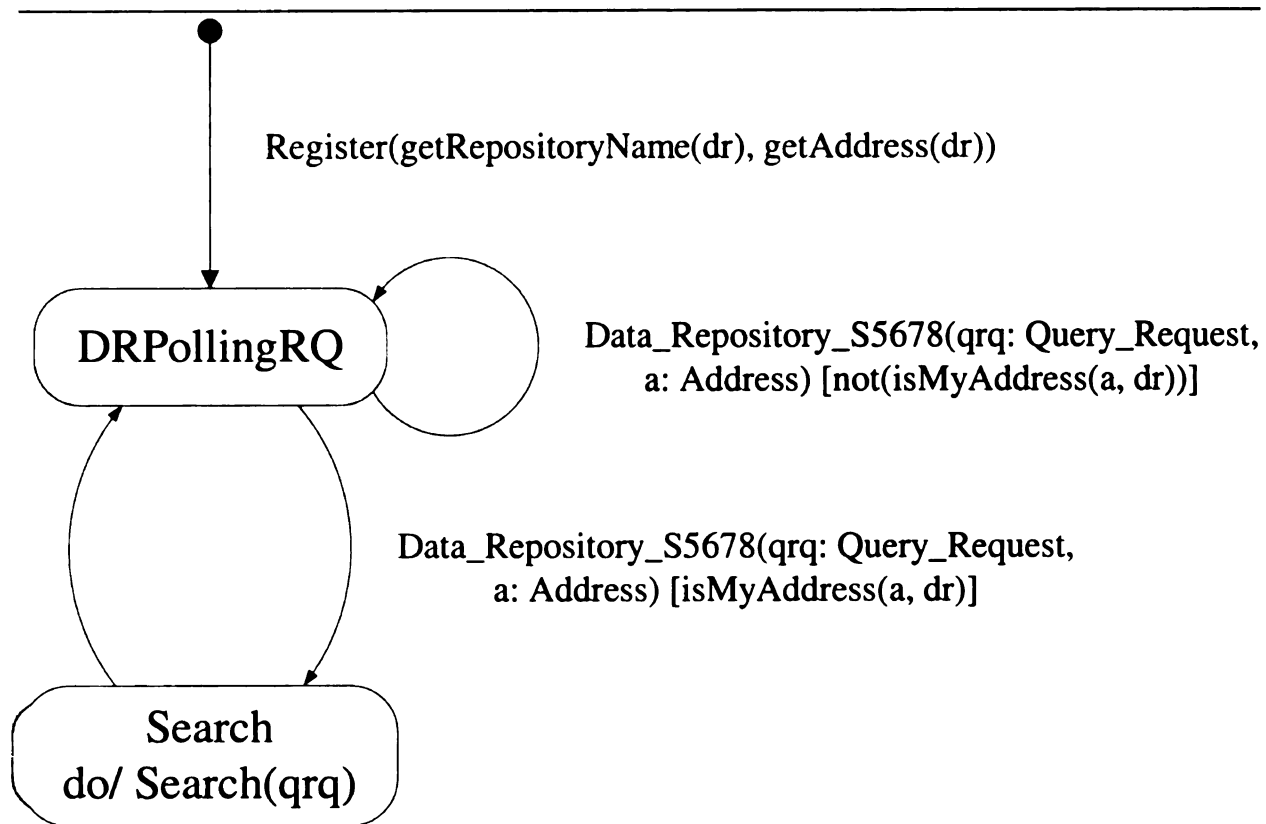 Register(getRepositoryName(dr), getAddress(dr))
DRPollingRQ
Data_Repository_S5678(qrq: Query_Request,
a: Address) [not(isMyAddress(a, dr))]
Data_Repository_S5678(qrq: Query_Request,
a: Address) [isMyAddress(a, dr)]
Search
do/ Search(qrq)